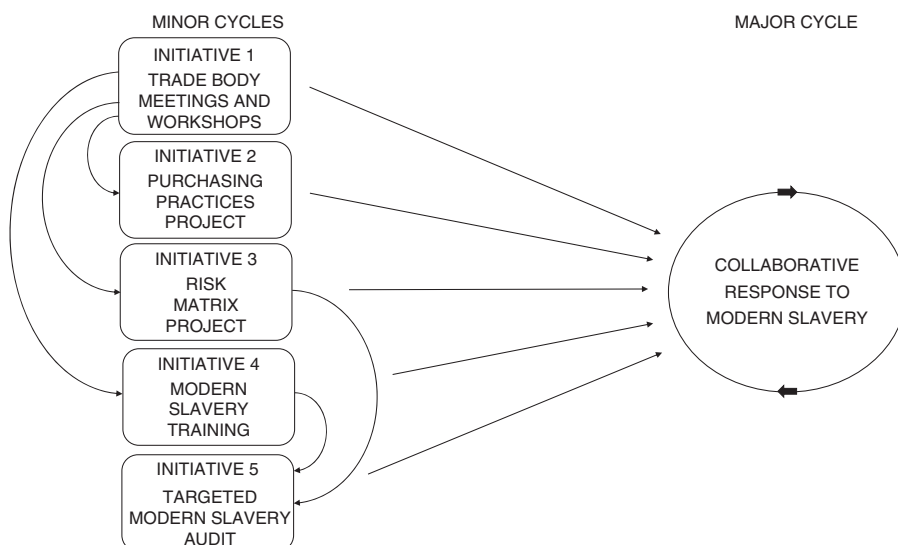 MINOR CYCLES
MAJOR CYCLE
INITIATIVE 1
TRADE BODY
MEETINGS AND
WORKSHOPS
INITIATIVE 2
PURCHASING
PRACTICES
PROJECT
INITIATIVE 3
RISK
MATRIX
PROJECT
INITIATIVE 4
MODERN
SLAVERY
TRAINING
INITIATIVE 5
TARGETED
MODERN SLAVERY
AUDIT
COLLABORATIVE
RESPONSE TO
MODERN SLAVERY